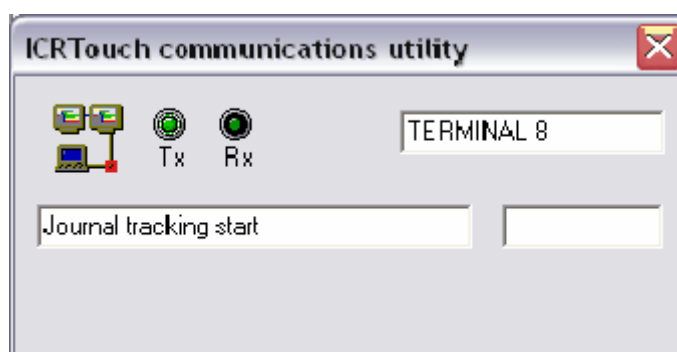 ICRTouch communications utility
TERMINAL 8
Tx Rx
Journal tracking start